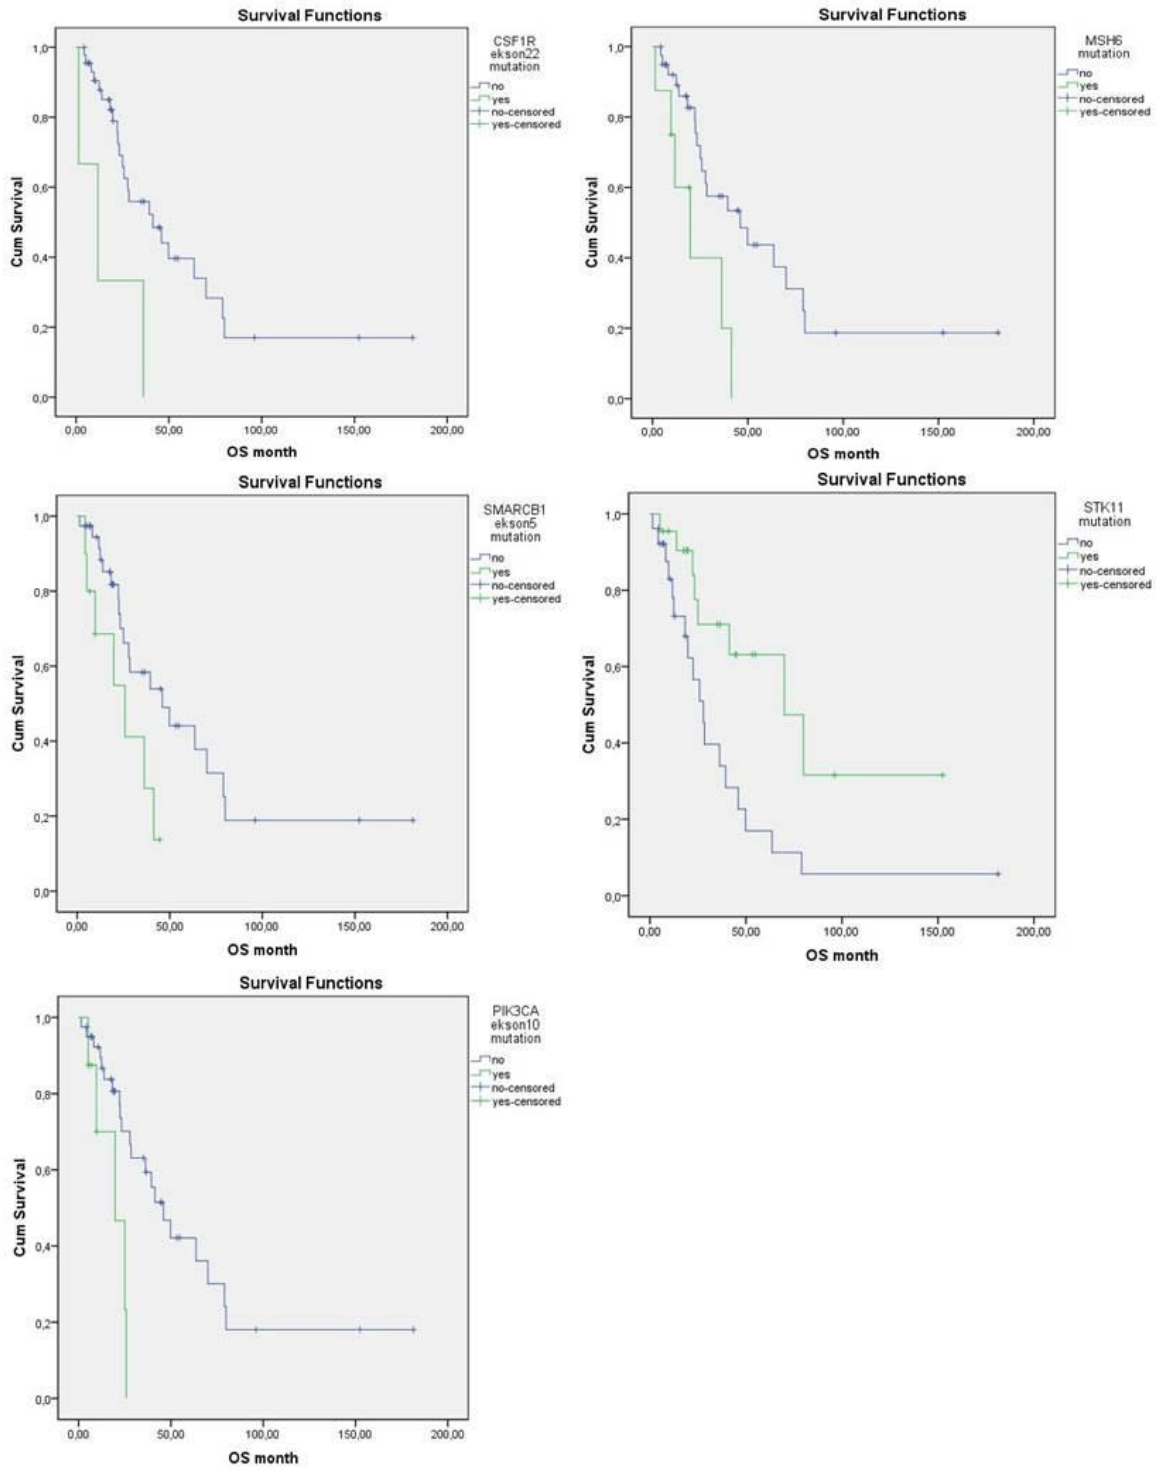 Survival Functions
CSF1R
ekson22
mutation
no
yes
no-censored
yes-censored
1,0
0,8
0,6
0,4
0,2
0,0
Cum Survival
0,00 50,00 100,00 150,00 200,00
OS month
Survival Functions
MSH6
mutation
no
yes
no-censored
yes-censored
1,0
0,8
0,6
0,4
0,2
0,0
Cum Survival
0,00 50,00 100,00 150,00 200,00
OS month
Survival Functions
SMARCB1
ekson5
mutation
no
yes
no-censored
yes-censored
1,0
0,8
0,6
0,4
0,2
0,0
Cum Survival
0,00 50,00 100,00 150,00 200,00
OS month
Survival Functions
STK11
mutation
no
yes
no-censored
yes-censored
1,0
0,8
0,6
0,4
0,2
0,0
Cum Survival
0,00 50,00 100,00 150,00 200,00
OS month
Survival Functions
PIK3CA
ekson10
mutation
no
yes
no-censored
yes-censored
1,0
0,8
0,6
0,4
0,2
0,0
Cum Survival
0,00 50,00 100,00 150,00 200,00
OS month